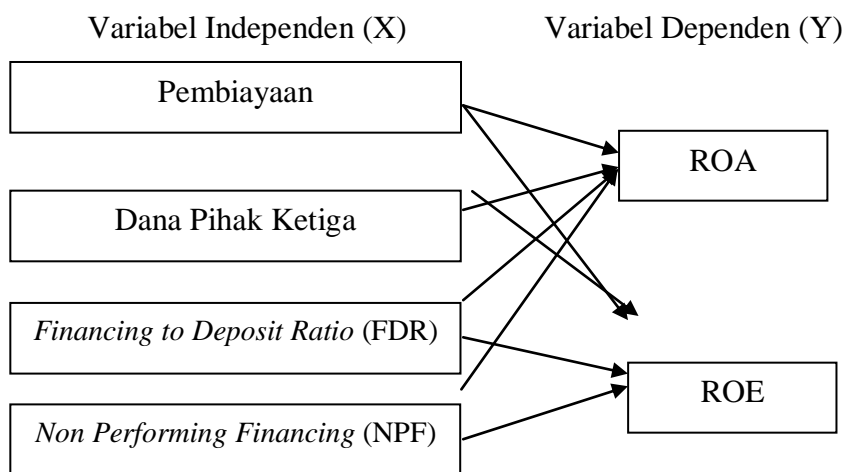 Variabel Independen (X)
Variabel Dependen (Y)
Pembiayaan
ROA
Dana Pihak Ketiga
Financing to Deposit Ratio (FDR)
ROE
Non Performing Financing (NPF)